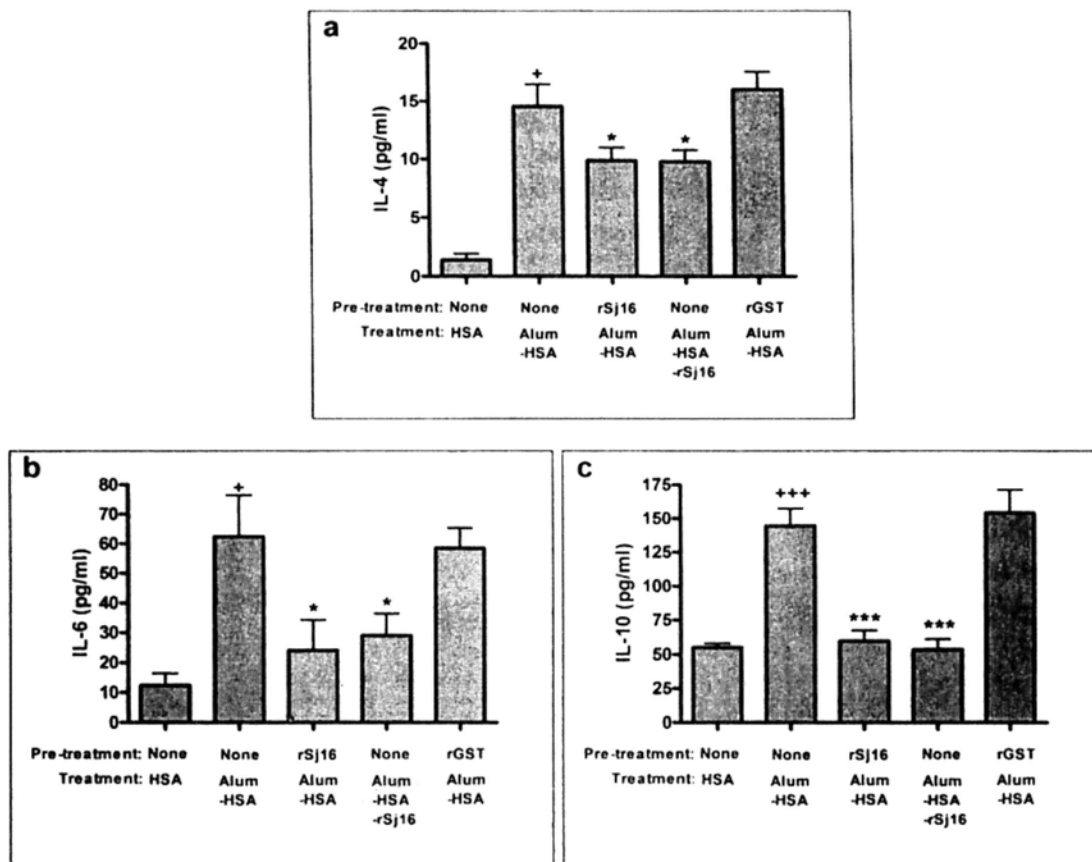 a
20
15
10
5
0
IL-4 (pg/ml)
+
*
*
Pre-treatment: None None rSj16 None rGST
Treatment: HSA Alum Alum Alum Alum
-HSA -HSA -HSA -HSA
-rSj16
b
80
70
60
50
40
30
20
10
0
IL-6 (pg/ml)
+
*
*
Pre-treatment: None None rSj16 None rGST
Treatment: HSA Alum Alum Alum Alum
-HSA -HSA -HSA -HSA
-rSj16
c
175
150
125
100
75
50
25
0
IL-10 (pg/ml)
+++
***
***
Pre-treatment: None None rSj16 None rGST
Treatment: HSA Alum Alum Alum Alum
-HSA -HSA -HSA -HSA
-rSj16